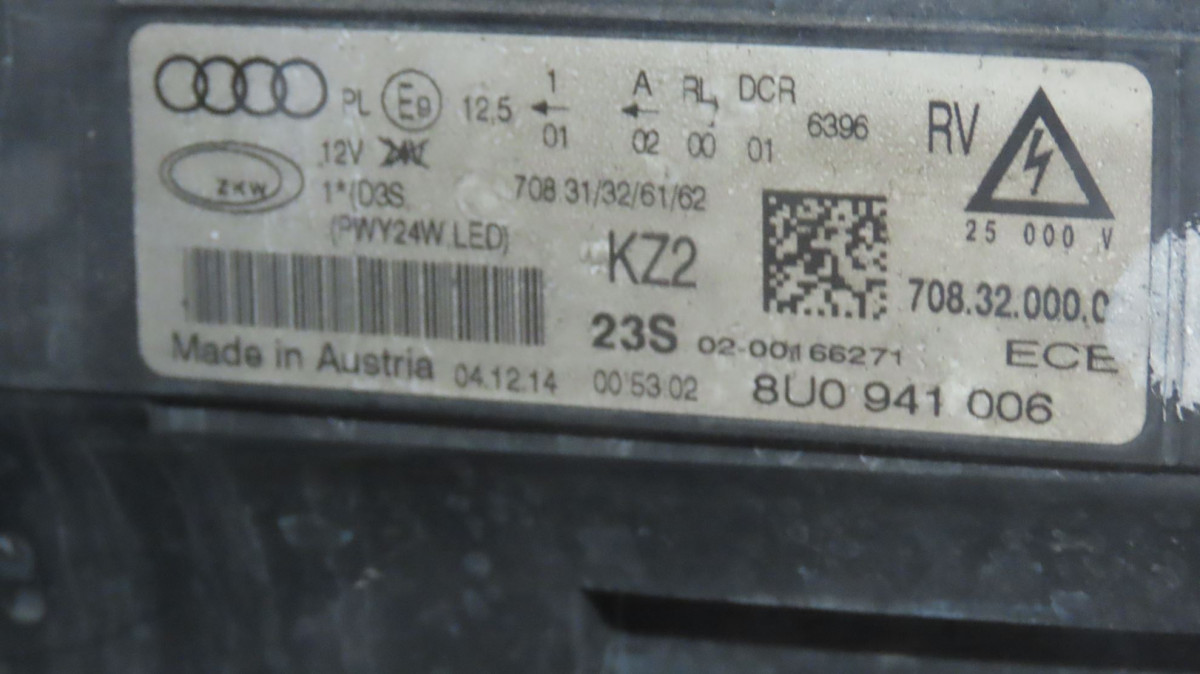 PL E9 12,5 1 A RL DCR 6396 RV
01 02 00 01
12V 24V
ZKW 1*(D3S 708.31/32/61/62
(PWY24W LED)
25 000 V
KZ2
708.32.000.0
23S 02-00166271 ECE
Made in Austria 04.12.14 00'53.02 8U0 941 006